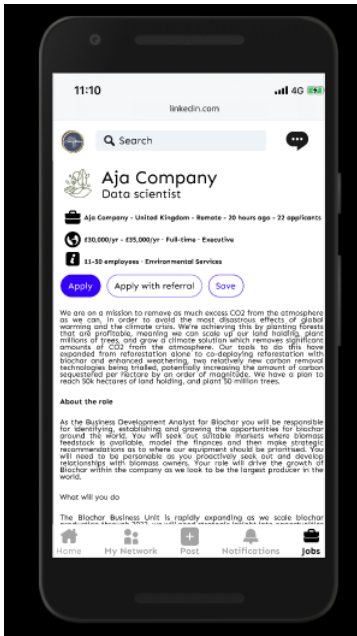 11:10
4G
linkedin.com
Search
Aja Company
Data scientist
Aja Company - United Kingdom - Remote - 20 hours ago - 22 applicants
£30,000/yr - £35,000/yr · Full-time · Executive
11-50 employees · Environmental Services
Apply
Apply with referral
Save
We are on a mission to remove as much excess CO2 from the atmosphere
as we can, in order to avoid the most disastrous effects of global
warming and the climate crisis. We're achieving this by planting forests
that are profitable, meaning we can scale up our land holding, plant
millions of trees, and grow a climate solution which removes significant
amounts of CO2 from the atmosphere. Our tools to do this have
expanded from reforestation alone to co-deploying reforestation with
biochar and enhanced weathering, two relatively new carbon removal
technologies being trialled, potentially increasing the amount of carbon
sequestered per hectare by an order of magnitude. We have a plan to
reach 50k hectares of land holding, and plant 50 million trees.
About the role
As the Business Development Analyst for Biochar you will be responsible
for identifying, establishing and growing the opportunities for biochar
around the world. You will seek out suitable markets where biomass
feedstock is available, model the finances and then make strategic
recommendations as to where our equipment should be prioritised. You
will need to be personable as you proactively seek out and develop
relationships with biomass owners. Your role will drive the growth of
Biochar within the company as we look to be the largest producer in the
world.
What will you do
The Biochar Business Unit is rapidly expanding as we scale biochar
production through 2023, we will need strategic insight into opportunities
Home
My Network
Post
Notifications
Jobs